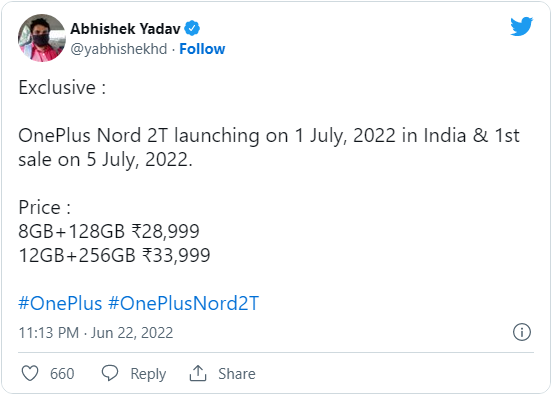 Abhishek Yadav
@yabhishekhd · Follow
Exclusive :
OnePlus Nord 2T launching on 1 July, 2022 in India & 1st
sale on 5 July, 2022.
Price :
8GB+128GB ₹28,999
12GB+256GB ₹33,999
#OnePlus #OnePlusNord2T
11:13 PM · Jun 22, 2022
660 Reply Share